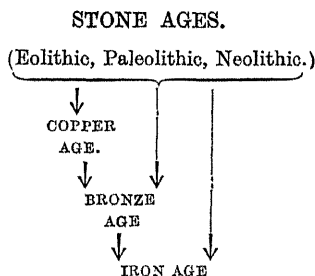 STONE AGES.
(Eolithic, Paleolithic, Neolithic.)
COPPER
AGE.
BRONZE
AGE
IRON AGE